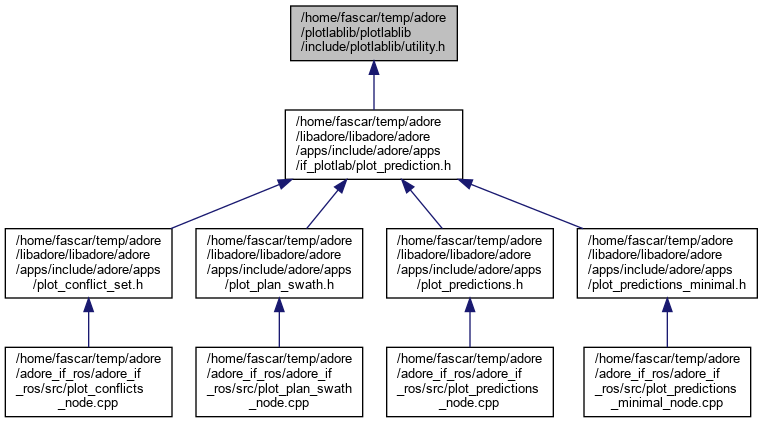 /home/fascar/temp/adore
/plotlablib/plotlablib
/include/plotlablib/utility.h
/home/fascar/temp/adore
/libadore/libadore/adore
/apps/include/adore/apps
/if_plotlab/plot_prediction.h
/home/fascar/temp/adore
/libadore/libadore/adore
/apps/include/adore/apps
/plot_conflict_set.h
/home/fascar/temp/adore
/libadore/libadore/adore
/apps/include/adore/apps
/plot_plan_swath.h
/home/fascar/temp/adore
/libadore/libadore/adore
/apps/include/adore/apps
/plot_predictions.h
/home/fascar/temp/adore
/libadore/libadore/adore
/apps/include/adore/apps
/plot_predictions_minimal.h
/home/fascar/temp/adore
/adore_if_ros/adore_if
_ros/src/plot_conflicts
_node.cpp
/home/fascar/temp/adore
/adore_if_ros/adore_if
_ros/src/plot_plan_swath
_node.cpp
/home/fascar/temp/adore
/adore_if_ros/adore_if
_ros/src/plot_predictions
_node.cpp
/home/fascar/temp/adore
/adore_if_ros/adore_if
_ros/src/plot_predictions
_minimal_node.cpp